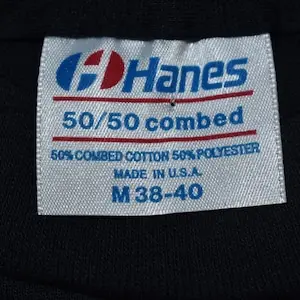 Hanes
50/50 combed
50% COMBED COTTON 50% POLYESTER
MADE IN U.S.A.
M 38-40